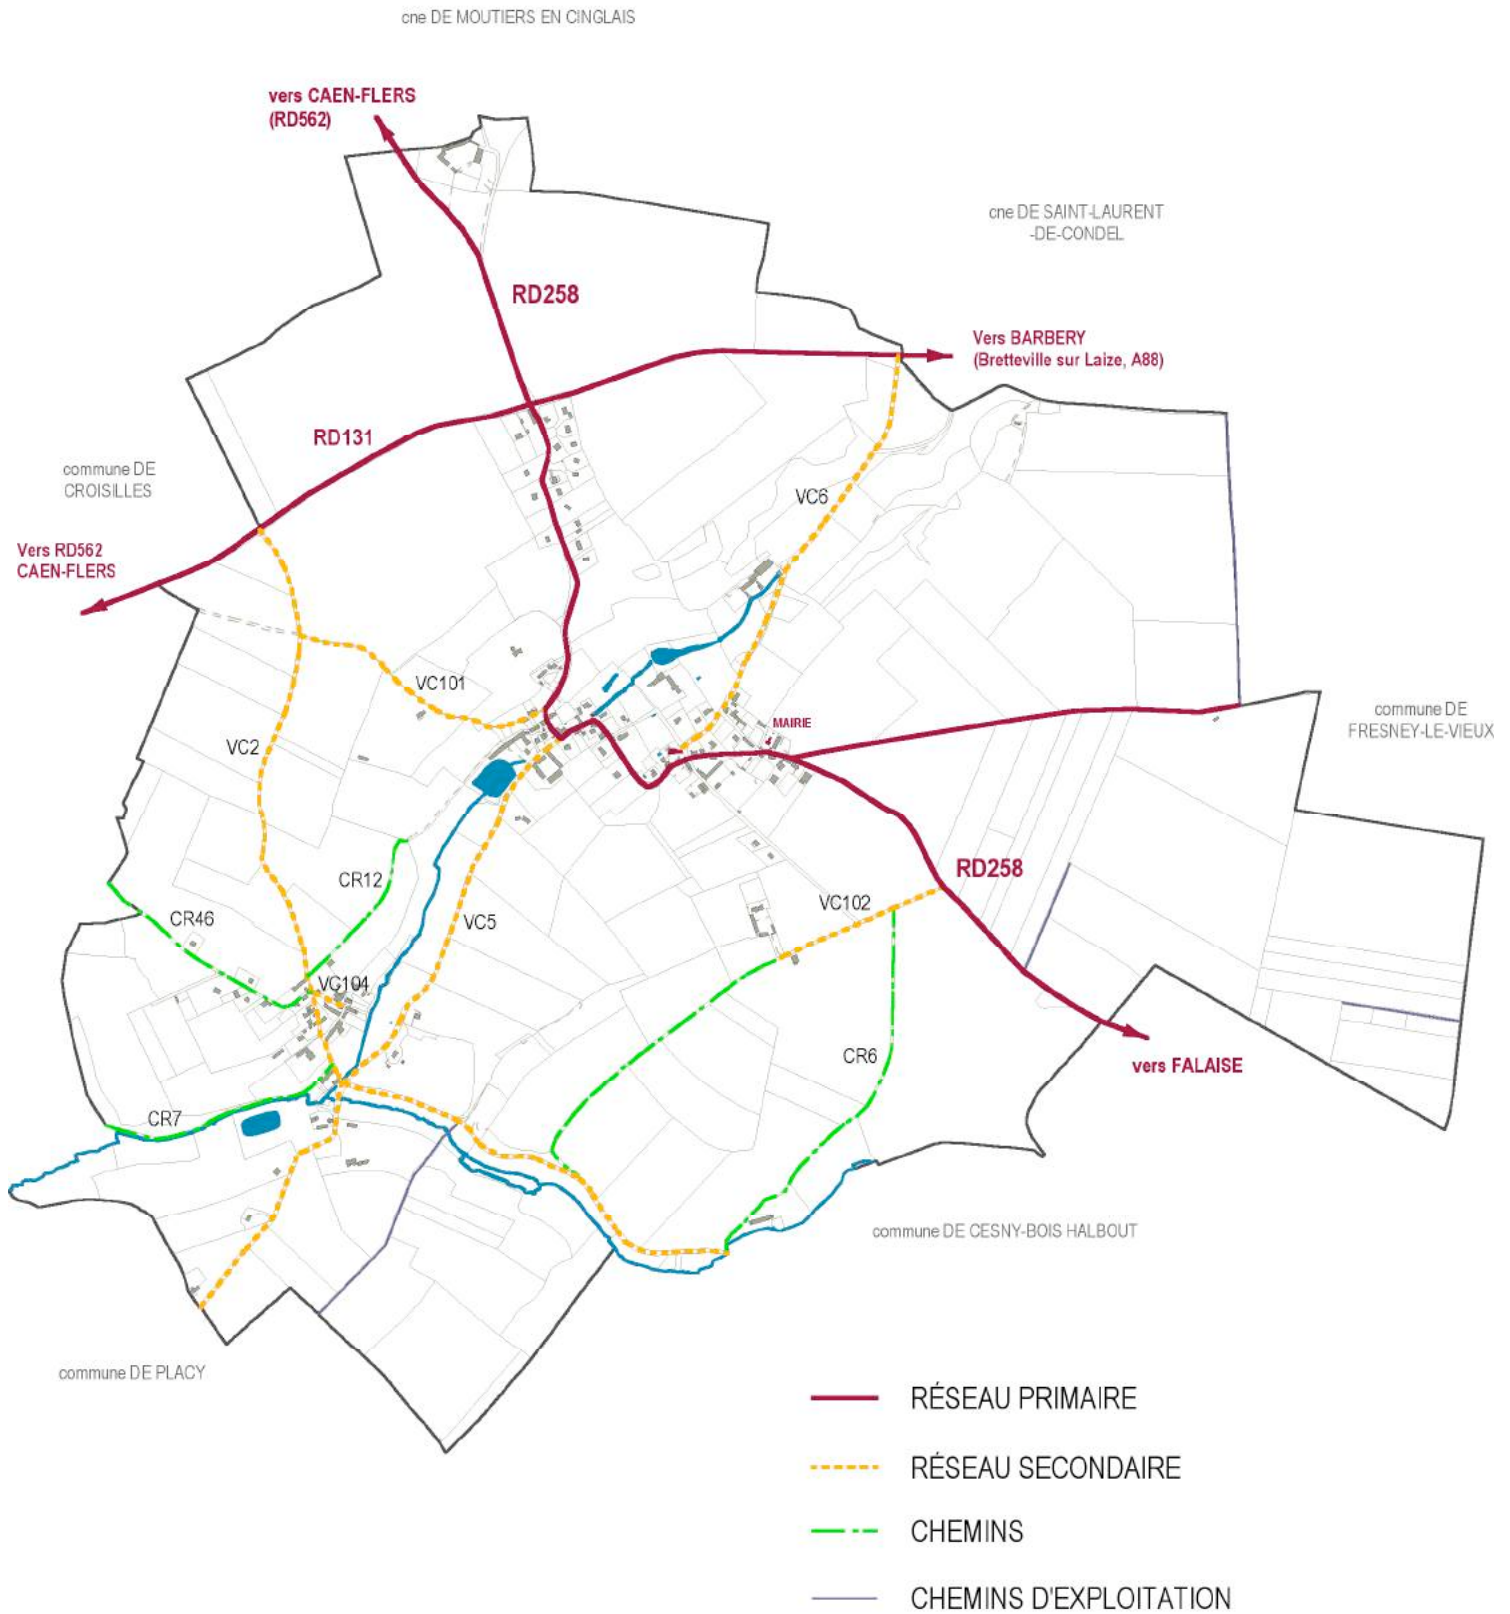 cne DE MOUTIERS EN CINGLAIS
vers CAEN-FLERS
(RD562)
cne DE SAINT-LAURENT
-DE-CONDEL
RD258
Vers BARBERY
(Bretteville sur Laize, A88)
RD131
commune DE
CROISILLES
VC6
Vers RD562
CAEN-FLERS
VC101
MAIRIE
commune DE
FRESNEY-LE-VIEUX
VC2
RD258
CR12
VC102
CR46
VC5
VC104
CR6
vers FALAISE
CR7
commune DE CESNY-BOIS HALBOUT
commune DE PLACY
RÉSEAU PRIMAIRE
RÉSEAU SECONDAIRE
CHEMINS
CHEMINS D'EXPLOITATION